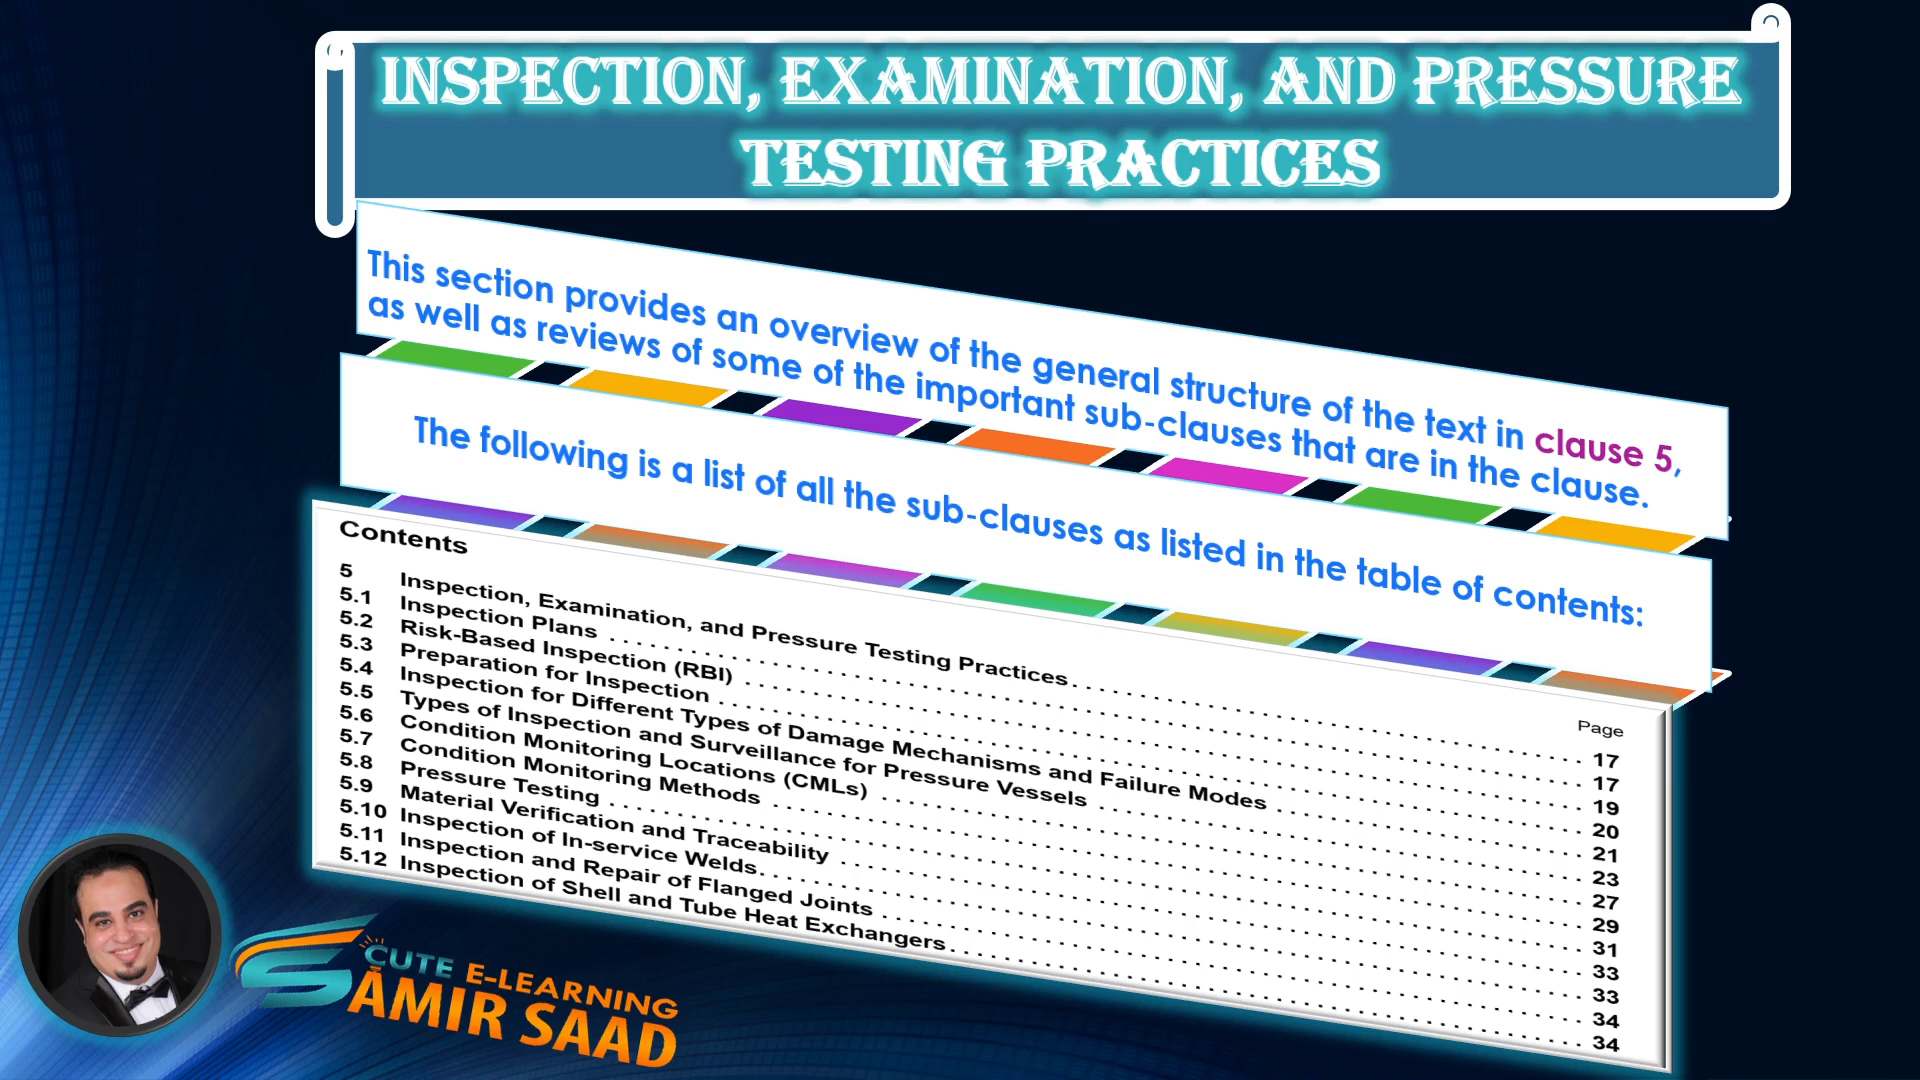 INSPECTION, EXAMINATION, AND PRESSURE
TESTING PRACTICES
This section provides an overview of the general structure of the text in clause 5,
as well as reviews of some of the important sub-clauses that are in the clause.
The following is a list of all the sub-clauses as listed in the table of contents:
Contents
Page
5 Inspection, Examination, and Pressure Testing Practices 17
5.1 Inspection Plans 17
5.2 Risk-Based Inspection (RBI) 19
5.3 Preparation for Inspection 20
5.4 Inspection for Different Types of Damage Mechanisms and Failure Modes 21
5.5 Types of Inspection and Surveillance for Pressure Vessels 23
5.6 Condition Monitoring Locations (CMLs) 27
5.7 Condition Monitoring Methods 29
5.8 Pressure Testing 31
5.9 Material Verification and Traceability 33
5.10 Inspection of In-service Welds 33
5.11 Inspection and Repair of Flanged Joints 34
5.12 Inspection of Shell and Tube Heat Exchangers 34
CUTE E-LEARNING
AMIR SAAD